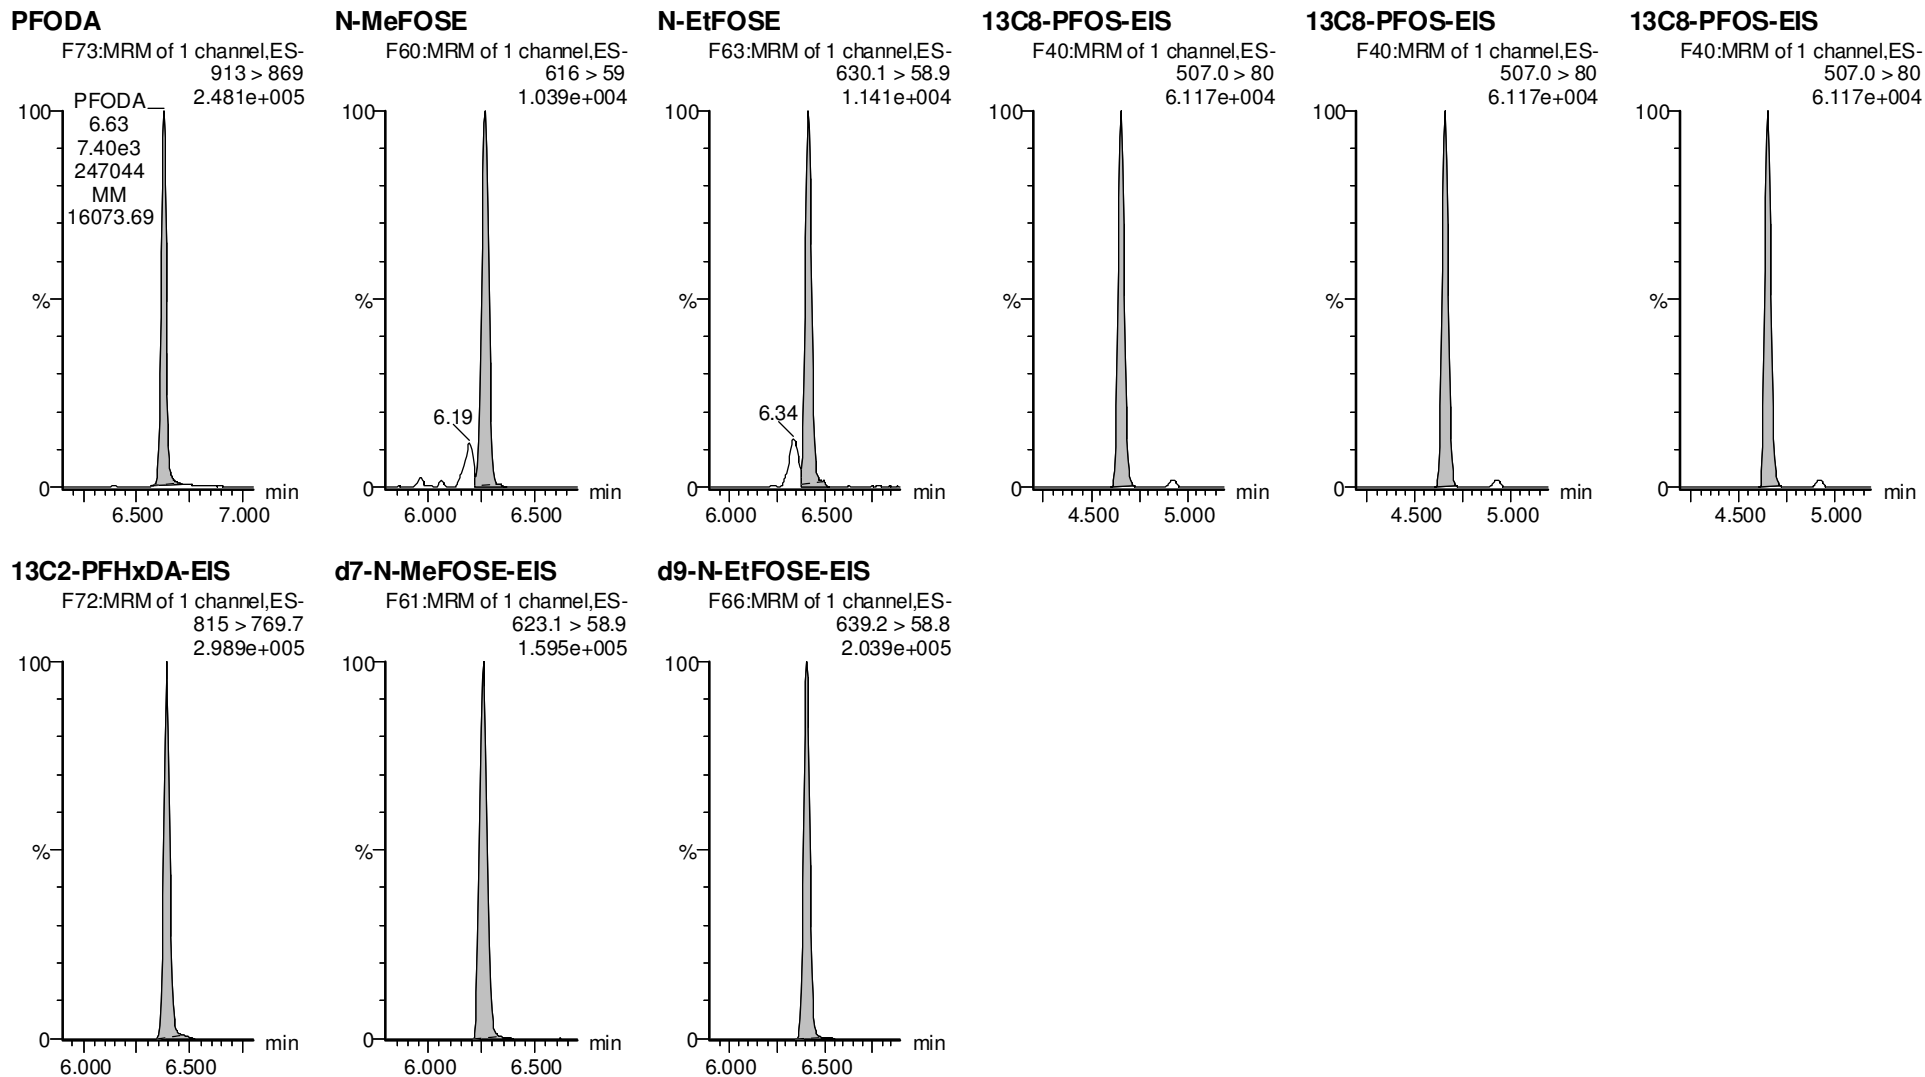 PFODA
F73:MRM of 1 channel,ES-
913 > 869
2.481e+005
100
PFODA
6.63
7.40e3
247044
MM
16073.69
%
0
min
6.500
7.000
N-MeFOSE
F60:MRM of 1 channel,ES-
616 > 59
1.039e+004
100
6.19
%
0
min
6.000
6.500
N-EtFOSE
F63:MRM of 1 channel,ES-
630.1 > 58.9
1.141e+004
100
6.34
%
0
min
6.000
6.500
13C8-PFOS-EIS
F40:MRM of 1 channel,ES-
507.0 > 80
6.117e+004
100
%
0
min
4.500
5.000
13C8-PFOS-EIS
F40:MRM of 1 channel,ES-
507.0 > 80
6.117e+004
100
%
0
min
4.500
5.000
13C8-PFOS-EIS
F40:MRM of 1 channel,ES-
507.0 > 80
6.117e+004
100
%
0
min
4.500
5.000
13C2-PFHxDA-EIS
F72:MRM of 1 channel,ES-
815 > 769.7
2.989e+005
100
%
0
min
6.000
6.500
d7-N-MeFOSE-EIS
F61:MRM of 1 channel,ES-
623.1 > 58.9
1.595e+005
100
%
0
min
6.000
6.500
d9-N-EtFOSE-EIS
F66:MRM of 1 channel,ES-
639.2 > 58.8
2.039e+005
100
%
0
min
6.000
6.500